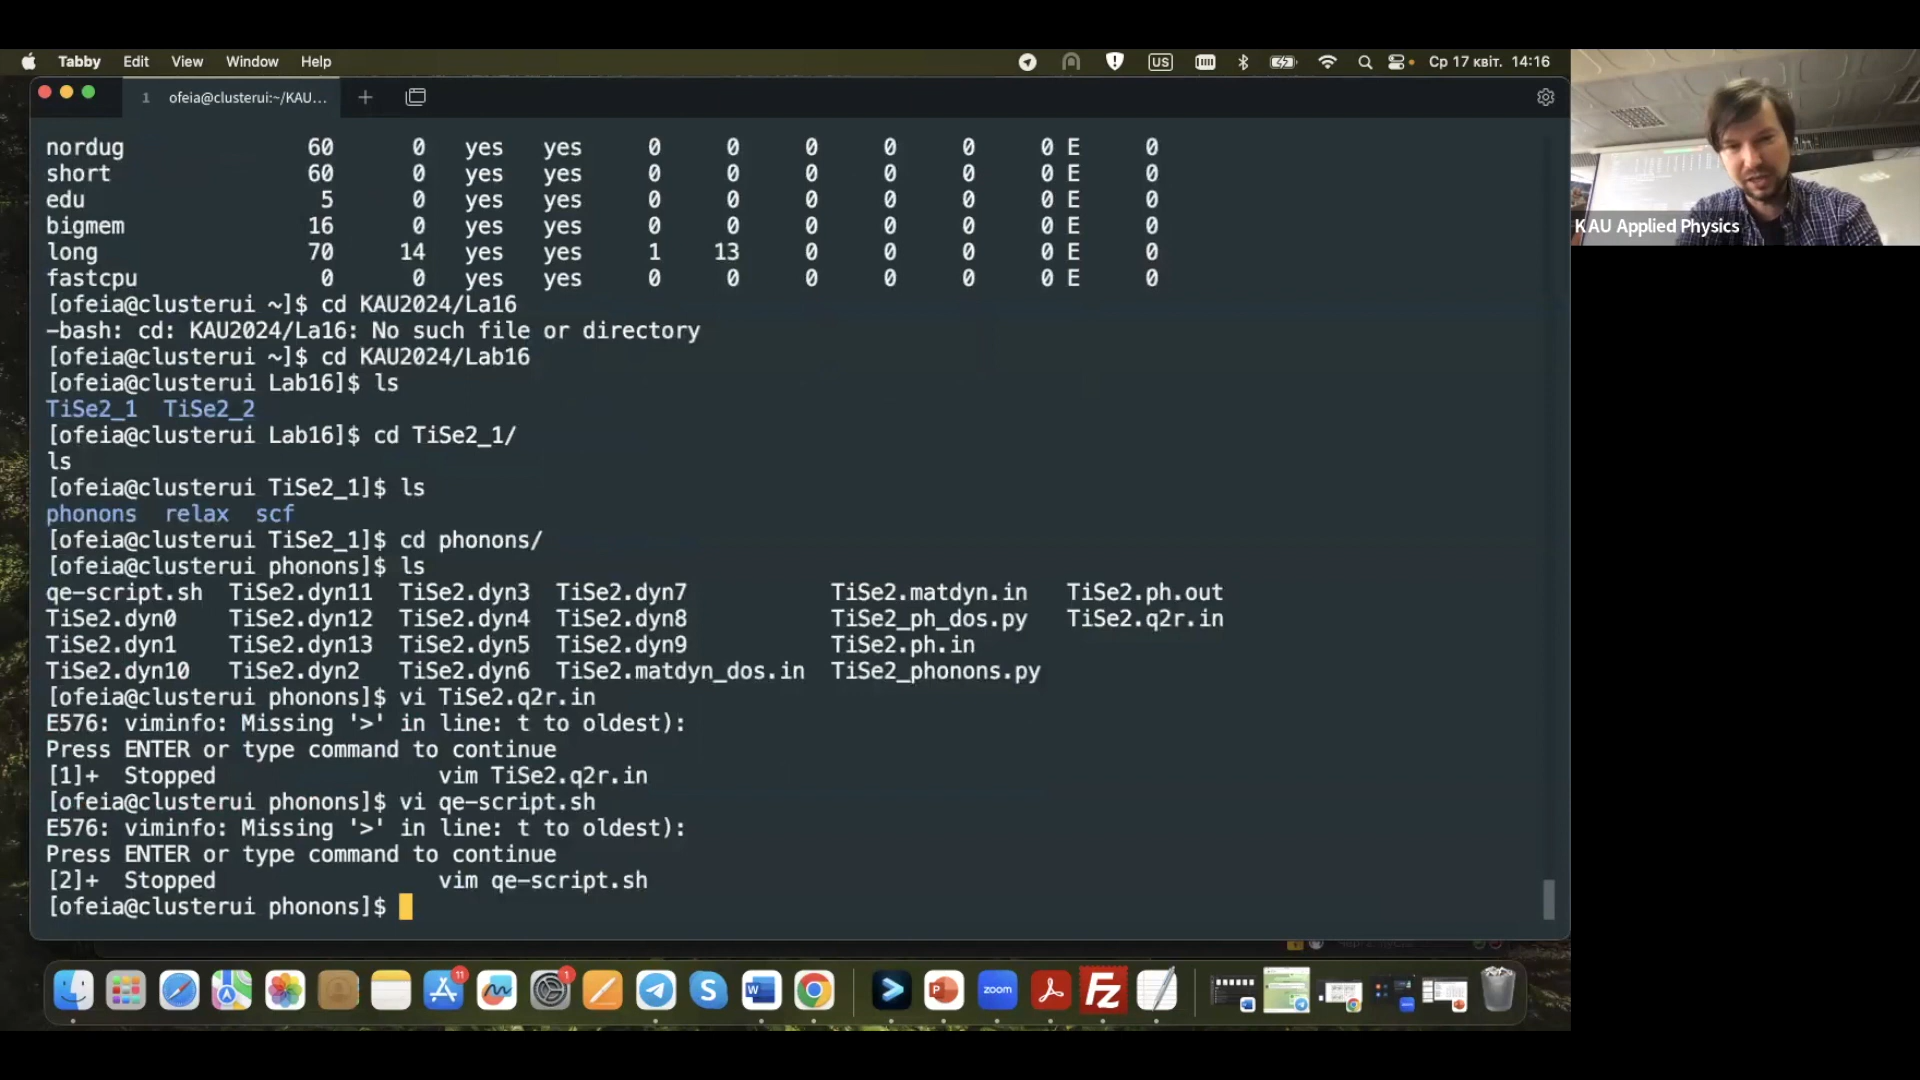 Tabby Edit View Window Help US Ср 17 квіт. 14:16
1 ofeia@clusterui:~/KAU...
nordug 60 0 yes yes 0 0 0 0 0 0 E 0
short 60 0 yes yes 0 0 0 0 0 0 E 0
edu 5 0 yes yes 0 0 0 0 0 0 E 0
bigmem 16 0 yes yes 0 0 0 0 0 0 E 0
long 70 14 yes yes 1 13 0 0 0 0 E 0
fastcpu 0 0 yes yes 0 0 0 0 0 0 E 0
[ofeia@clusterui ~]$ cd KAU2024/La16
-bash: cd: KAU2024/La16: No such file or directory
[ofeia@clusterui ~]$ cd KAU2024/Lab16
[ofeia@clusterui Lab16]$ ls
TiSe2_1 TiSe2_2
[ofeia@clusterui Lab16]$ cd TiSe2_1/
ls
[ofeia@clusterui TiSe2_1]$ ls
phonons relax scf
[ofeia@clusterui TiSe2_1]$ cd phonons/
[ofeia@clusterui phonons]$ ls
qe-script.sh TiSe2.dyn11 TiSe2.dyn3 TiSe2.dyn7 TiSe2.matdyn.in TiSe2.ph.out
TiSe2.dyn0 TiSe2.dyn12 TiSe2.dyn4 TiSe2.dyn8 TiSe2_ph_dos.py TiSe2.q2r.in
TiSe2.dyn1 TiSe2.dyn13 TiSe2.dyn5 TiSe2.dyn9 TiSe2.ph.in
TiSe2.dyn10 TiSe2.dyn2 TiSe2.dyn6 TiSe2.matdyn_dos.in TiSe2_phonons.py
[ofeia@clusterui phonons]$ vi TiSe2.q2r.in
E576: viminfo: Missing '>' in line: t to oldest):
Press ENTER or type command to continue
[1]+ Stopped vim TiSe2.q2r.in
[ofeia@clusterui phonons]$ vi qe-script.sh
E576: viminfo: Missing '>' in line: t to oldest):
Press ENTER or type command to continue
[2]+ Stopped vim qe-script.sh
[ofeia@clusterui phonons]$
KAU Applied Physics
11
1
W
P
zoom
FZ